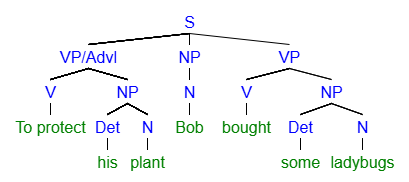 S
VP/Advl NP VP
V NP N V NP
To protect Det N Bob bought Det N
his plant some ladybugs